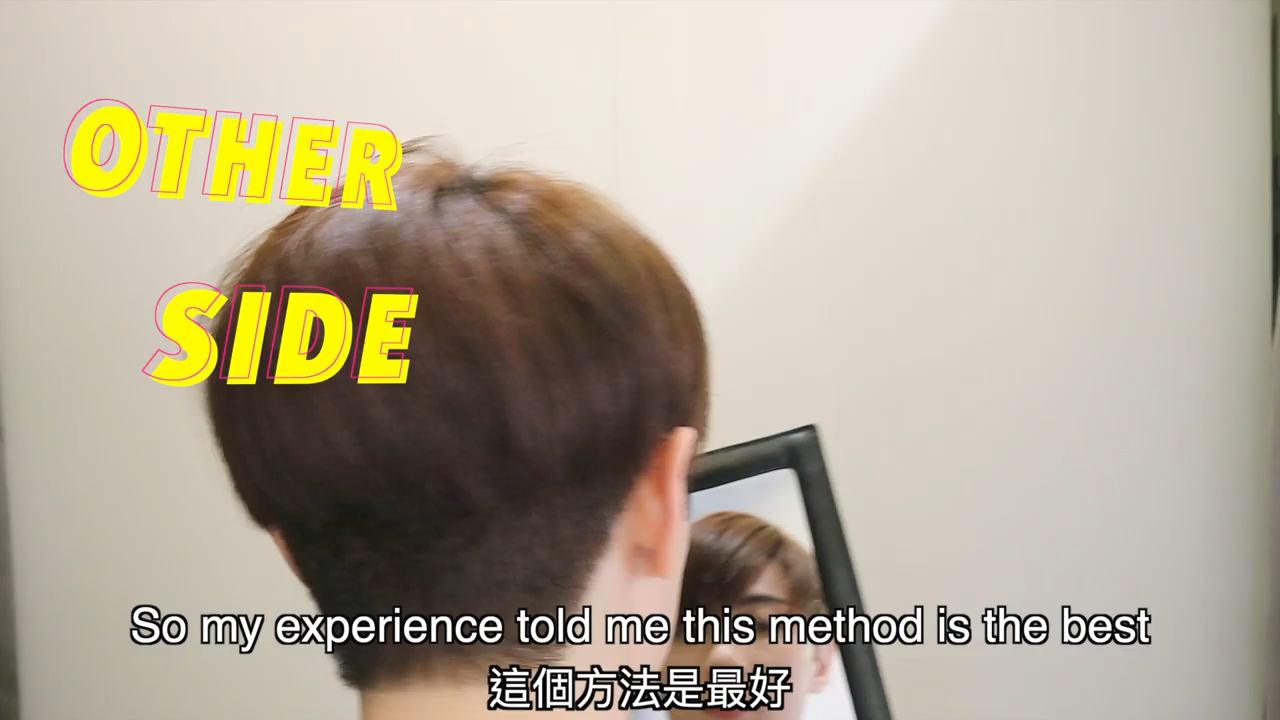 OTHER
SIDE
So my experience told me this method is the best
這個方法是最好